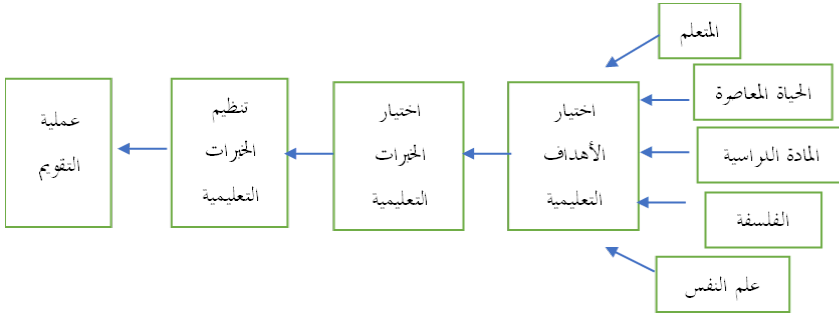 المتعلم
الحياة المعاصرة
المادة الدراسية
الفلسفة
علم النفس
اختيار
الأهداف
التعليمية
اختيار
الخبرات
التعليمية
تنظيم
الخبرات
التعليمية
عملية
التقويم